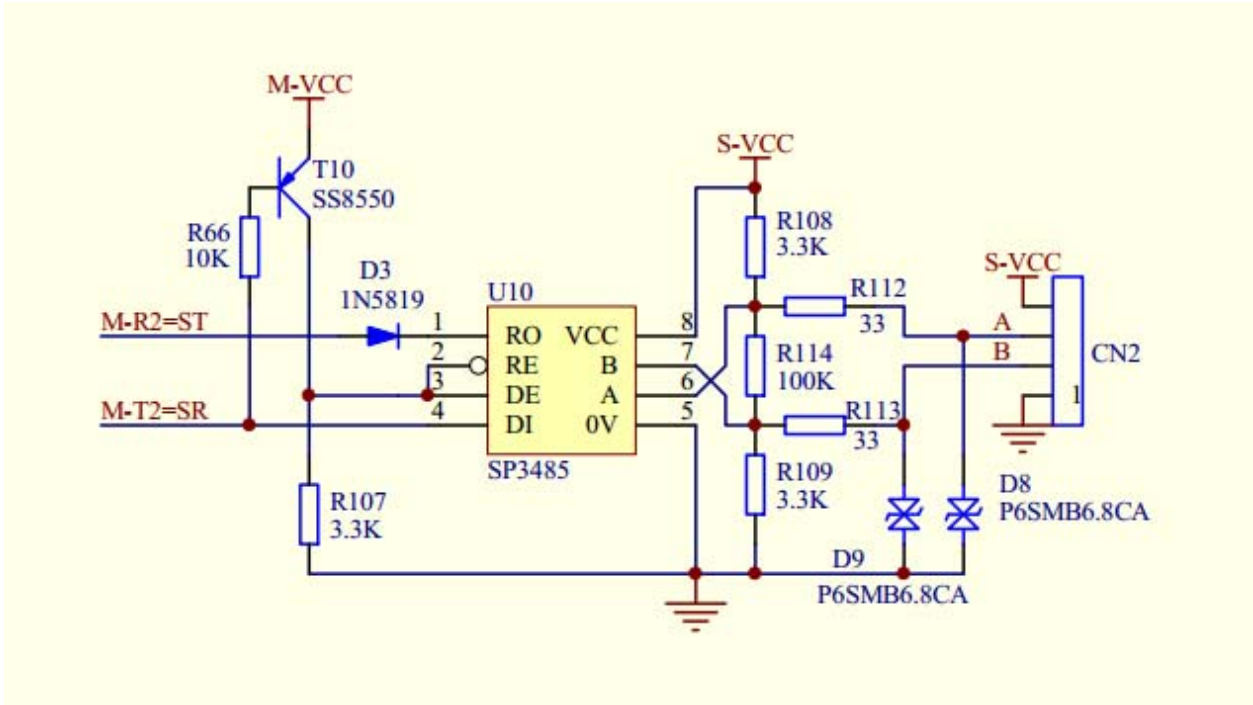 M-VCC
T10
SS8550
R66
10K
D3
1N5819
M-R2=ST
M-T2=SR
R107
3.3K
U10
1 RO VCC 8
2 RE B 7
3 DE A 6
4 DI 0V 5
SP3485
S-VCC
R108
3.3K
R112
33
R114
100K
R113
33
R109
3.3K
S-VCC
A
B
CN2
1
D8
P6SMB6.8CA
D9
P6SMB6.8CA